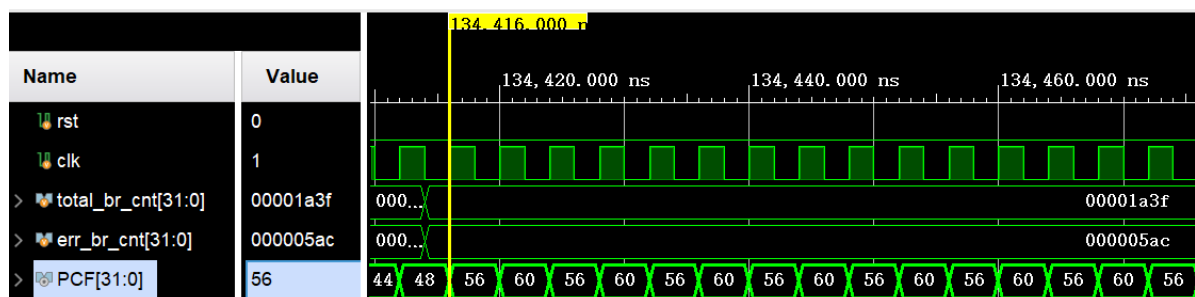 134,416.000 n
Name Value
134,420.000 ns 134,440.000 ns 134,460.000 ns
rst 0
clk 1
total_br_cnt[31:0] 00001a3f 000... 00001a3f
err_br_cnt[31:0] 000005ac 000... 000005ac
PCF[31:0] 56 44 48 56 60 56 60 56 60 56 60 56 60 56 60 56 60 56